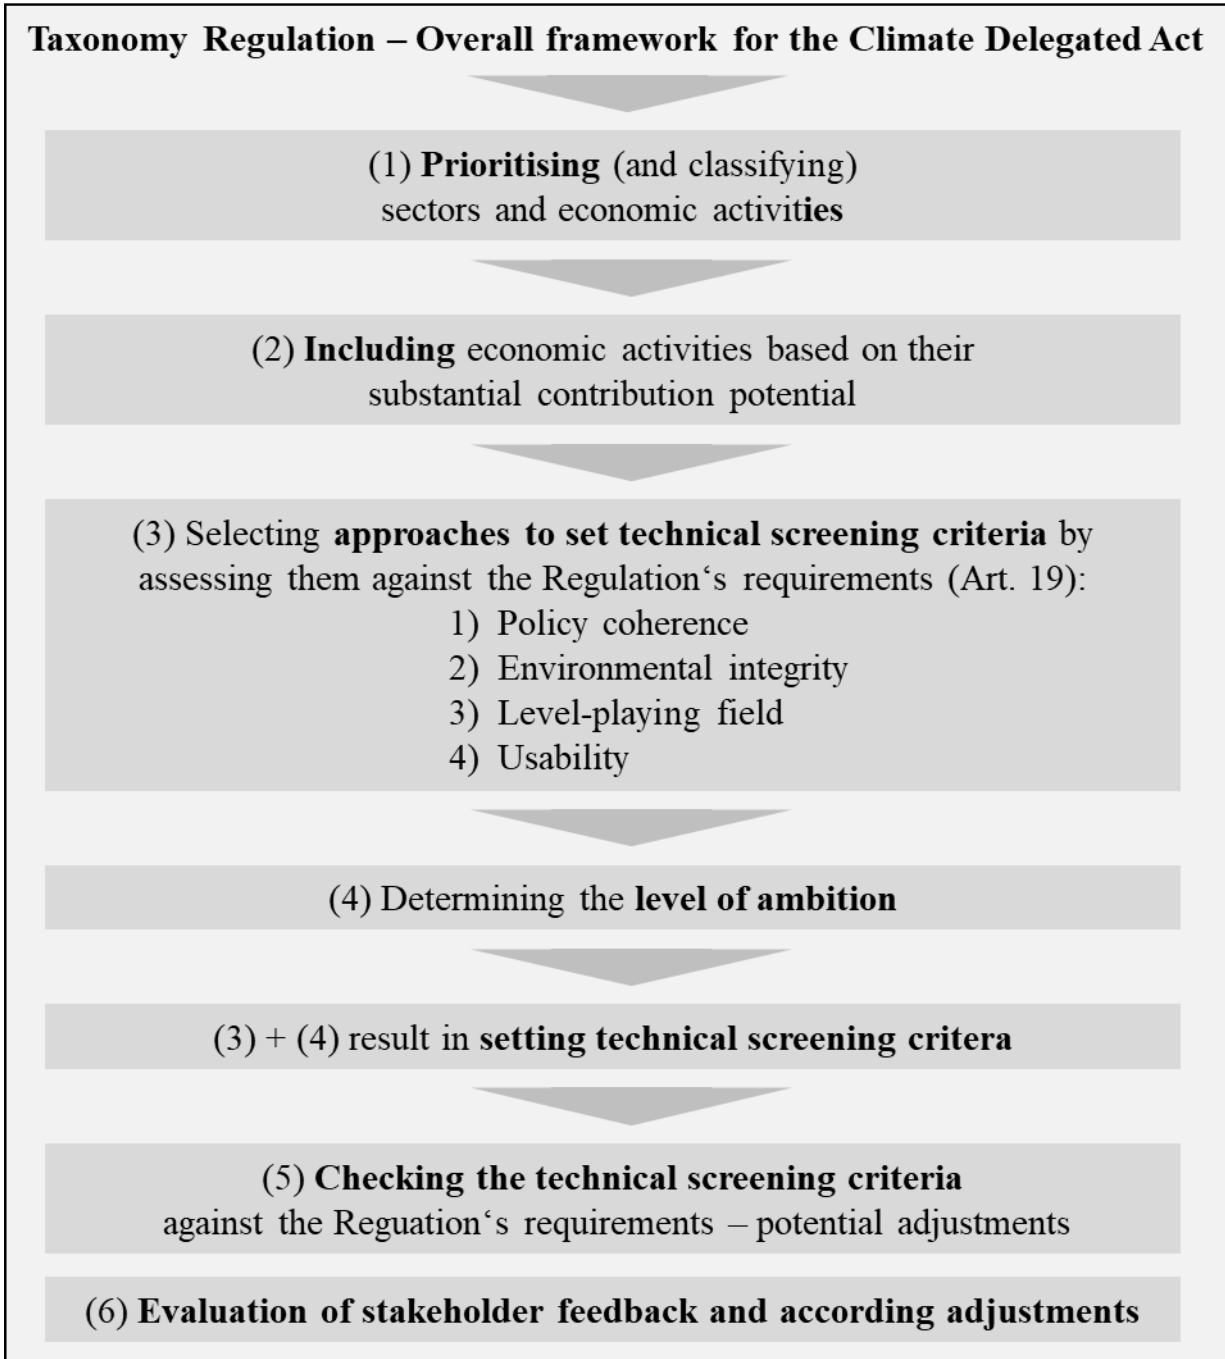 Taxonomy Regulation – Overall framework for the Climate Delegated Act
(1) Prioritising (and classifying)
sectors and economic activities
(2) Including economic activities based on their
substantial contribution potential
(3) Selecting approaches to set technical screening criteria by
assessing them against the Regulation‘s requirements (Art. 19):
1) Policy coherence
2) Environmental integrity
3) Level-playing field
4) Usability
(4) Determining the level of ambition
(3) + (4) result in setting technical screening critera
(5) Checking the technical screening criteria
against the Reguation‘s requirements – potential adjustments
(6) Evaluation of stakeholder feedback and according adjustments